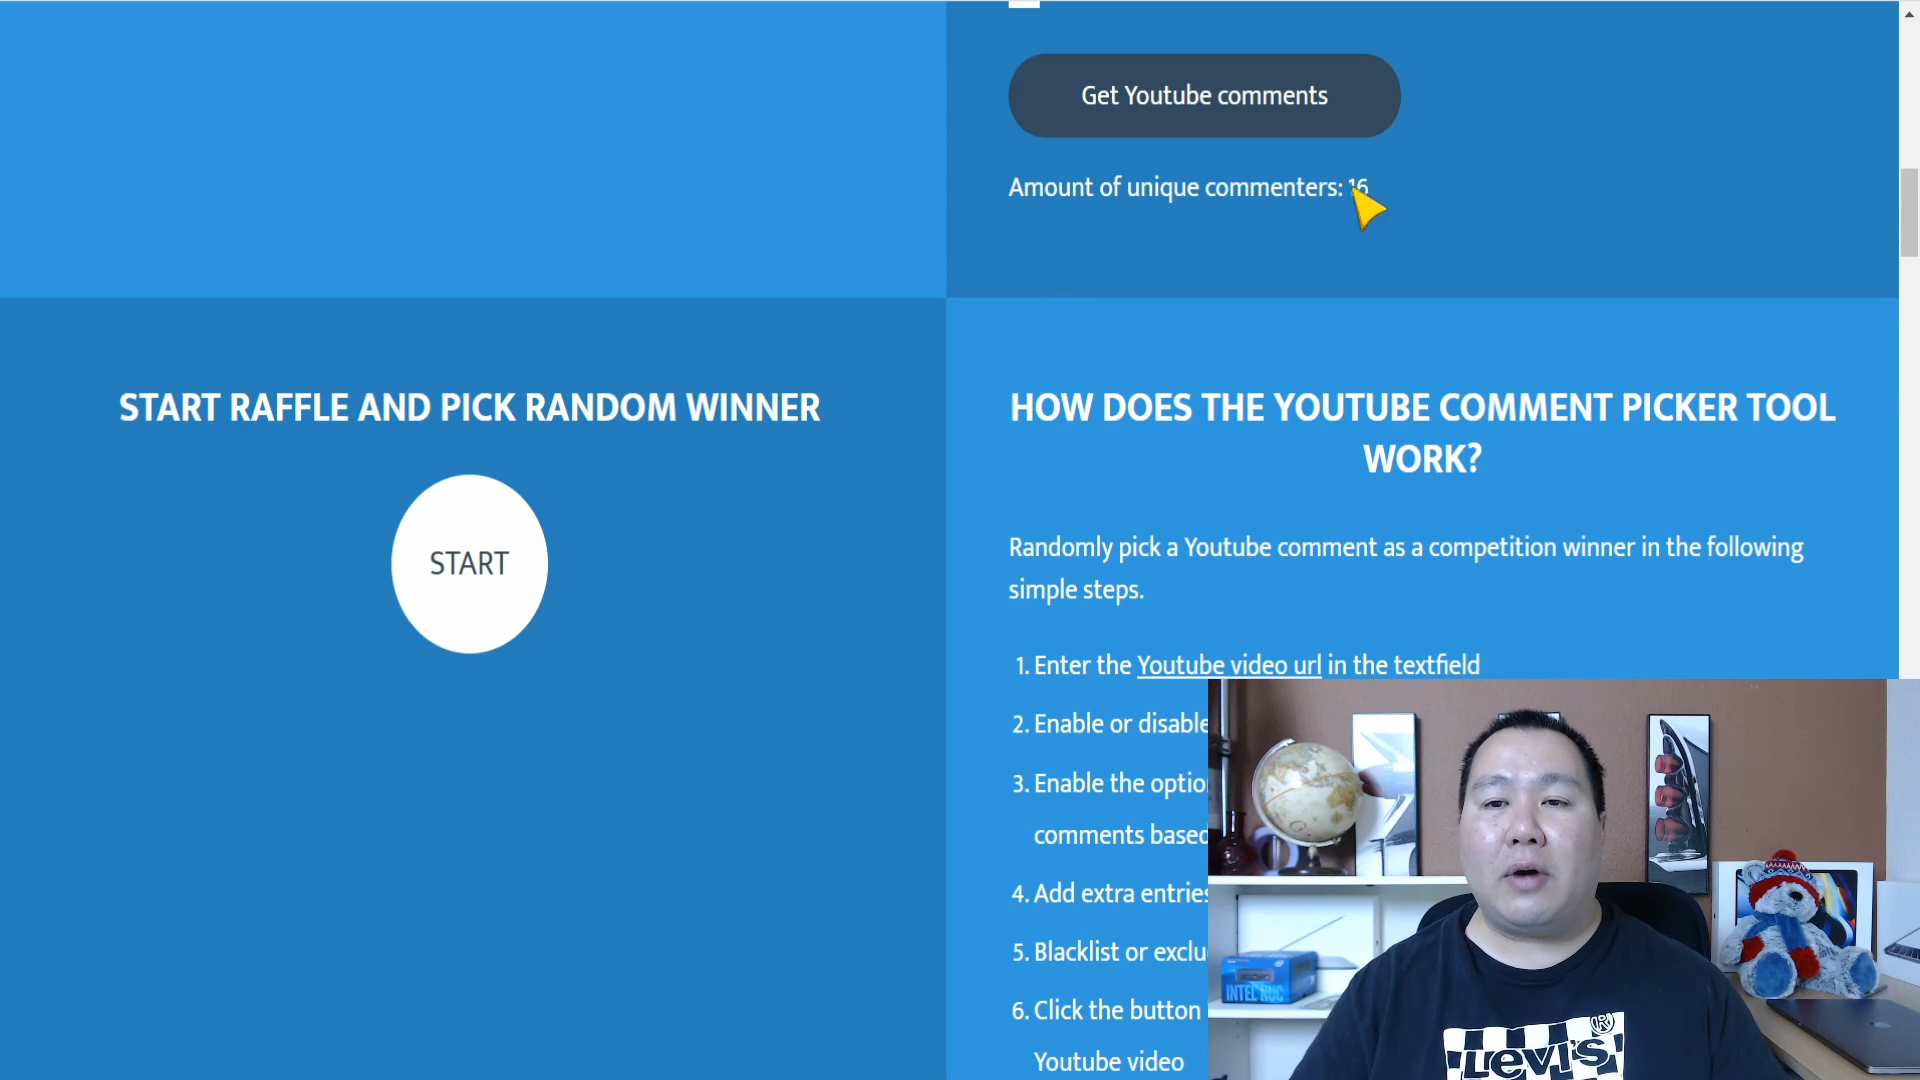 Get Youtube comments
Amount of unique commenters: 16
START RAFFLE AND PICK RANDOM WINNER
START
HOW DOES THE YOUTUBE COMMENT PICKER TOOL
WORK?
Randomly pick a Youtube comment as a competition winner in the following
simple steps.
1. Enter the Youtube video url in the textfield
2. Enable or disable
3. Enable the
comments based
4. Add extra entries
5. Blacklist or
6. Click the button
Youtube video
INTEL NUC
LEVI'S
®